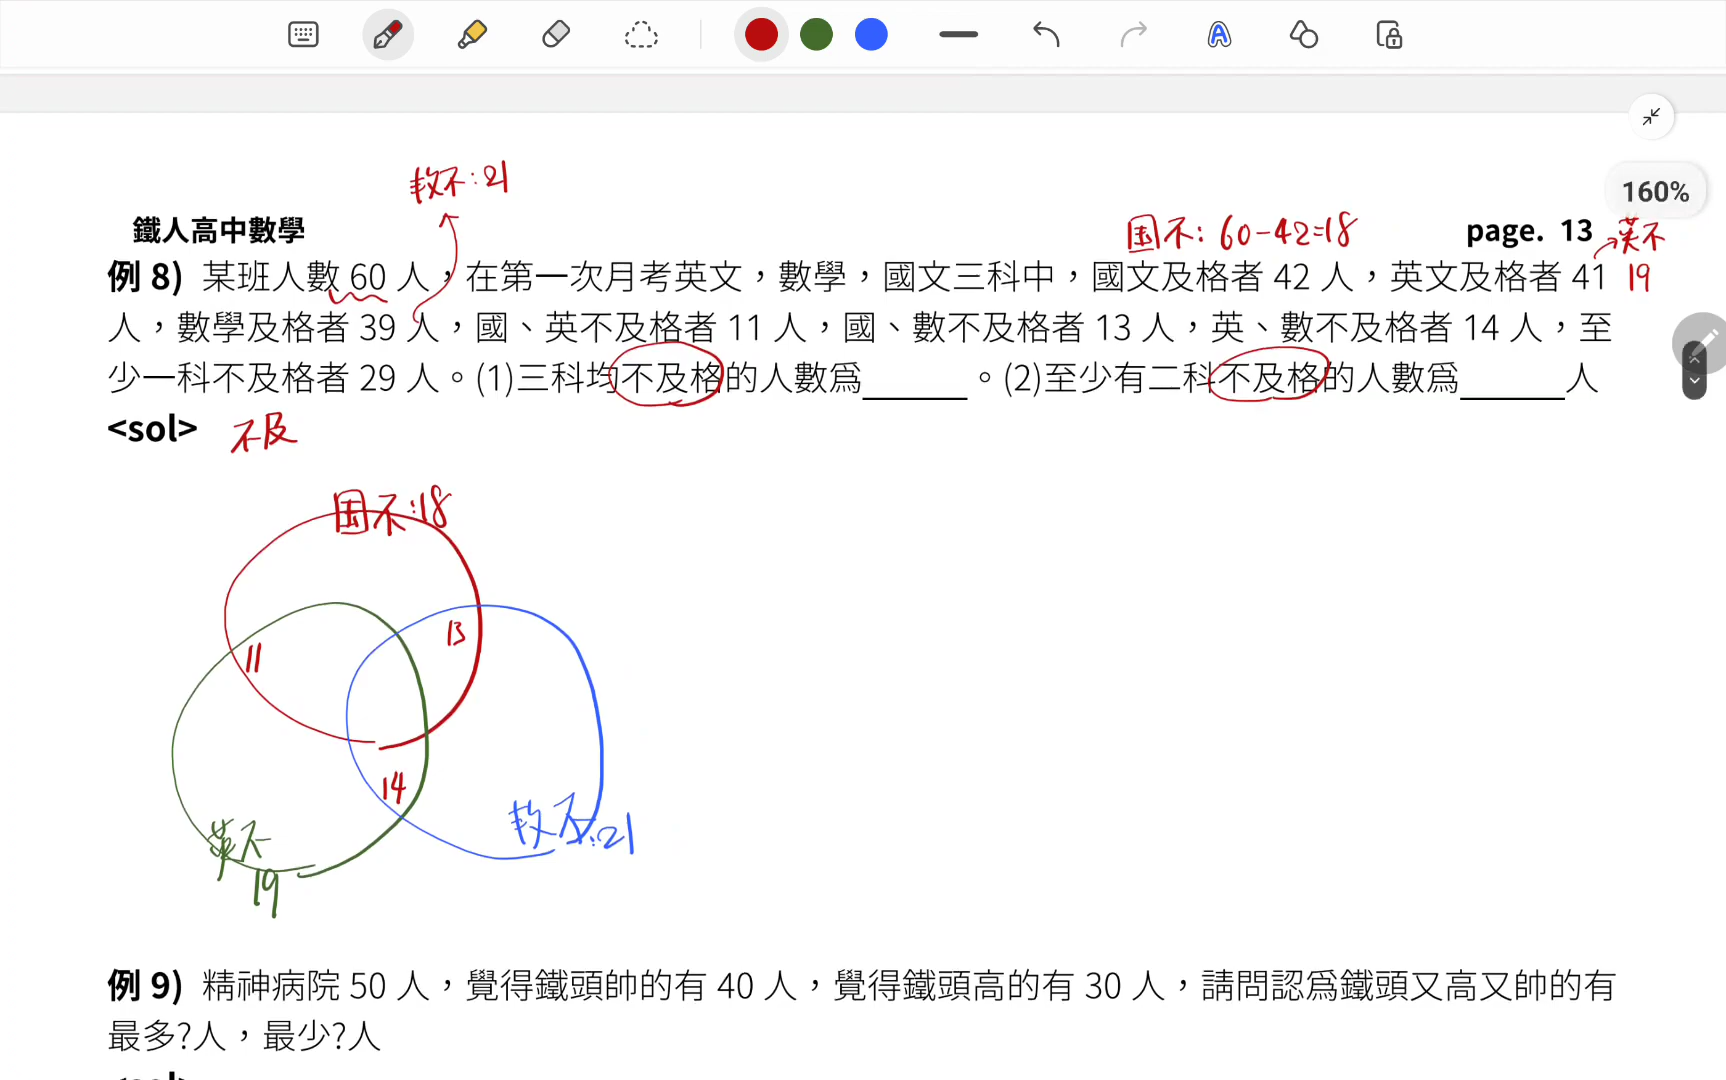 160%
数不:21
鐵人高中數學
国不: 60-42=18
page. 13
英不
例 8) 某班人數 60 人，在第一次月考英文，數學，國文三科中，國文及格者 42 人，英文及格者 41
19
人，數學及格者 39 人，國、英不及格者 11 人，國、數不及格者 13 人，英、數不及格者 14 人，至
少一科不及格者 29 人。(1)三科均不及格的人數爲______。(2)至少有二科不及格的人數爲______人
<sol>
不及
国不:18
13
11
14
数不:21
英不
19
例 9) 精神病院 50 人，覺得鐵頭帥的有 40 人，覺得鐵頭高的有 30 人，請問認爲鐵頭又高又帥的有
最多?人，最少?人
<sol>